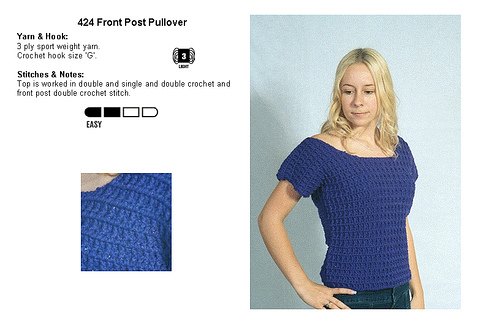 424 Front Post Pullover
Yarn & Hook:
3 ply sport weight yarn.
Crochet hook size "G".
3
LIGHT
Stitches & Notes:
Top is worked in double and single and double crochet and
front post double crochet stitch.
EASY